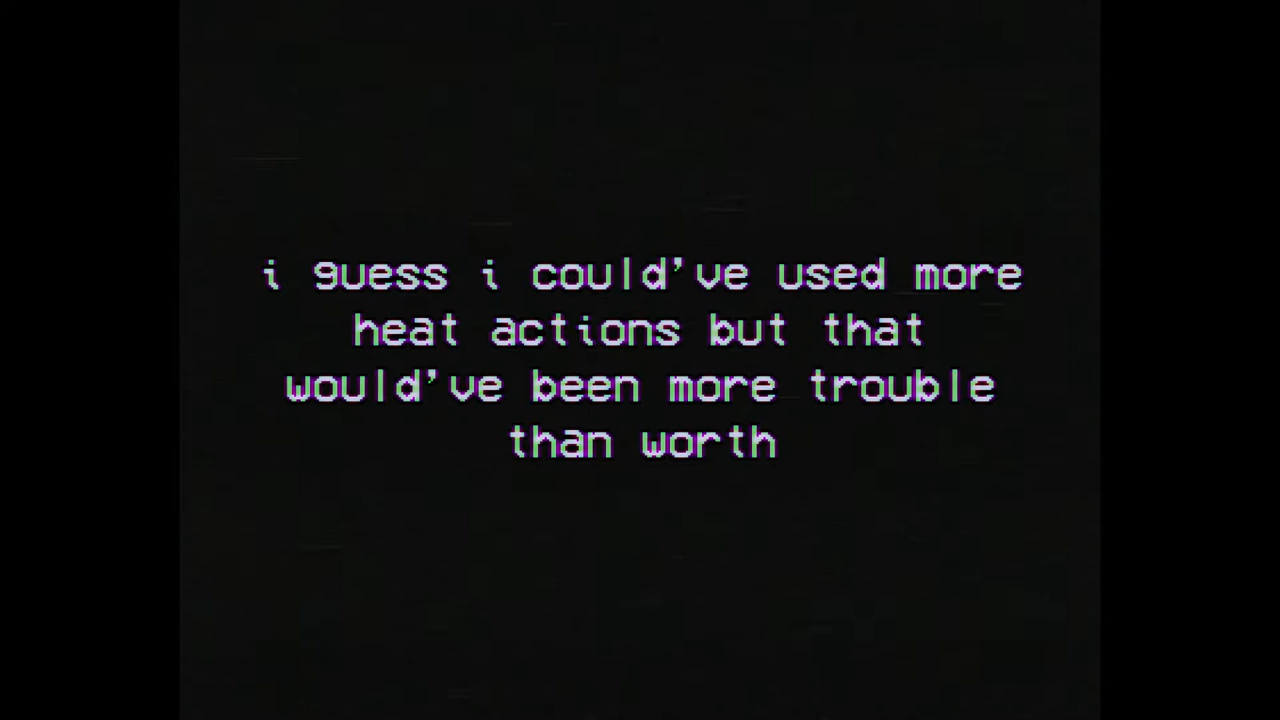 i guess i could've used more
heat actions but that
would've been more trouble
than worth